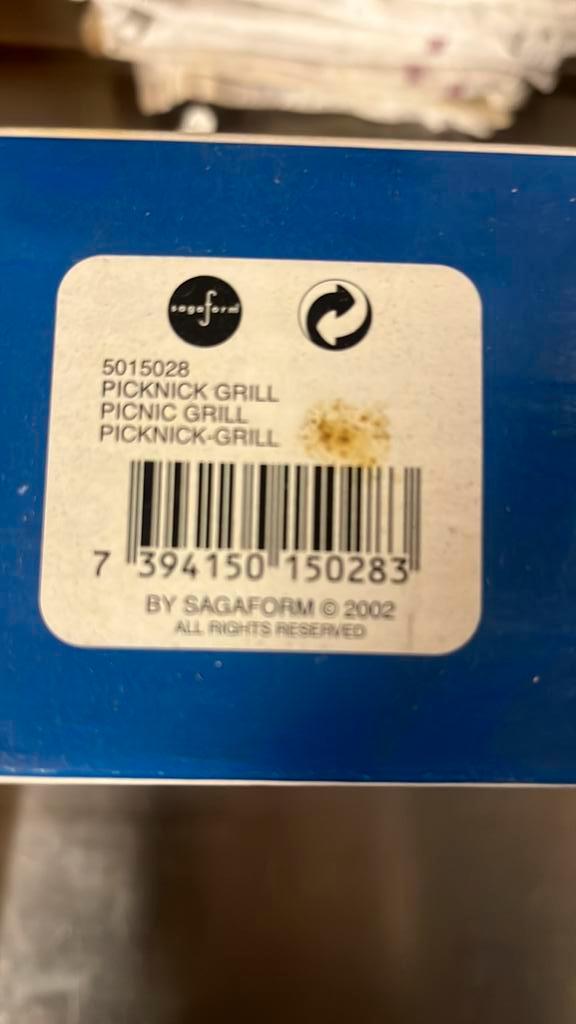 sagaform
5015028
PICKNICK GRILL
PICNIC GRILL
PICKNICK-GRILL
7 394150 150283
BY SAGAFORM © 2002
ALL RIGHTS RESERVED